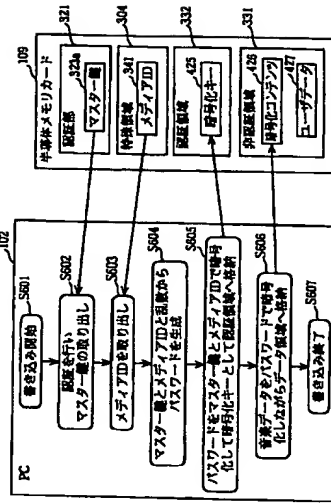 102
PC
S601
書き込み開始
S602
認証を行い
マスター鍵の取り出し
S603
メディアIDを取り出し
S604
マスター鍵とメディアIDと乱数から
パスワードを生成
S605
パスワードをマスター鍵とメディアIDで暗号
化して暗号化キーとして認証領域へ格納
S606
音楽データをパスワードで暗号
化しながらデータ領域へ格納
S607
書き込み終了
109
半導体メモリカード
321
認証部
323a
マスター鍵
304
特殊領域
341
メディアID
332
認証領域
425
暗号化キー
331
非認証領域
426
暗号化コンテンツ
427
ユーザデータ